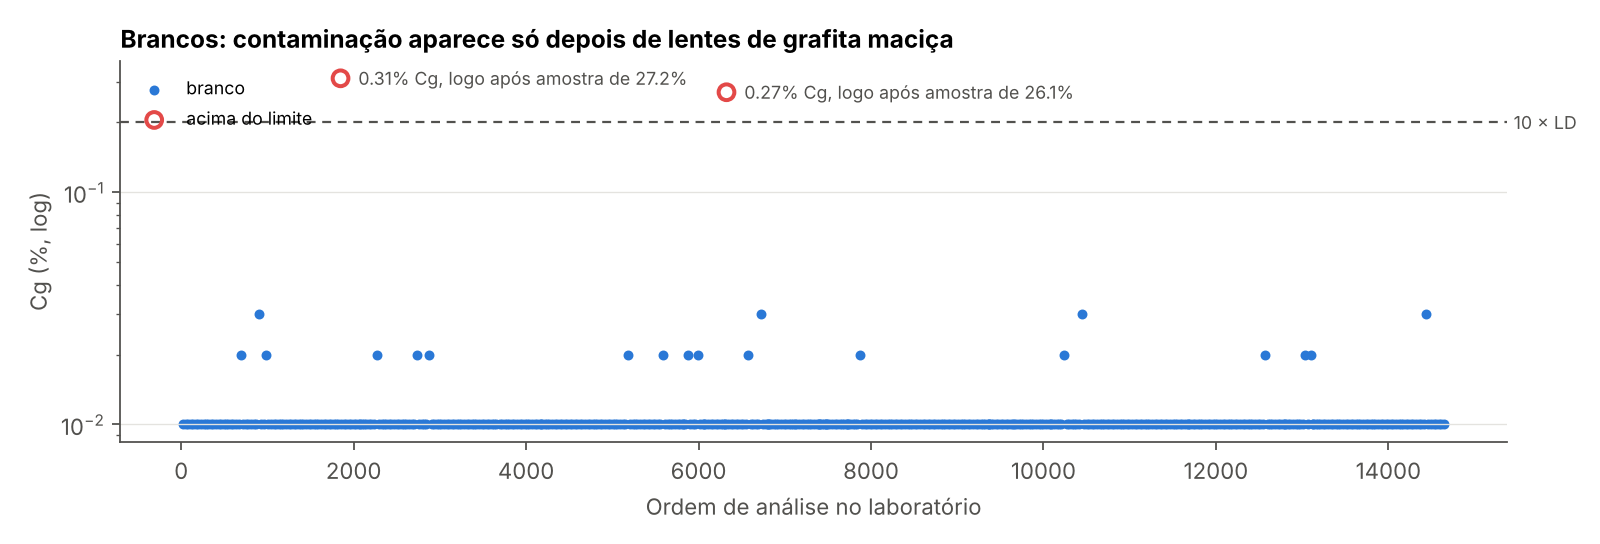 Brancos: contaminação aparece só depois de lentes de grafita maciça
branco
acima do limite
0.31% Cg, logo após amostra de 27.2%
0.27% Cg, logo após amostra de 26.1%
10 × LD
Cg (%, log)
10⁻¹
10⁻²
0 2000 4000 6000 8000 10000 12000 14000
Ordem de análise no laboratório